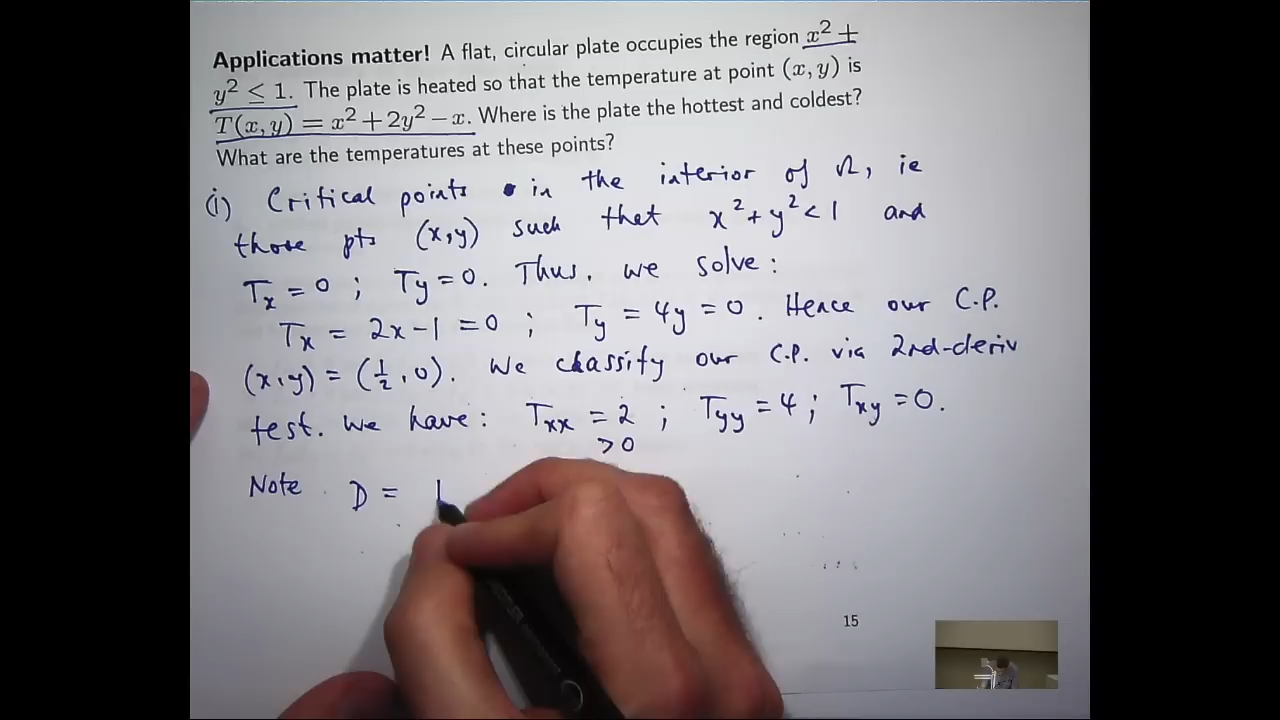 Applications matter! A flat, circular plate occupies the region x² +
y² ≤ 1. The plate is heated so that the temperature at point (x, y) is
T(x, y) = x² + 2y² − x. Where is the plate the hottest and coldest?
What are the temperatures at these points?
(i) Critical points in the interior of Ω, ie
those pts (x,y) such that x² + y² < 1 and
Tx = 0 ; Ty = 0. Thus, we solve :
Tx = 2x − 1 = 0 ; Ty = 4y = 0. Hence our C.P.
(x,y) = (½, 0). We classify our C.P. via 2nd-deriv
test. We have : Txx = 2 ; Tyy = 4 ; Txy = 0.
> 0
Note D = |
15